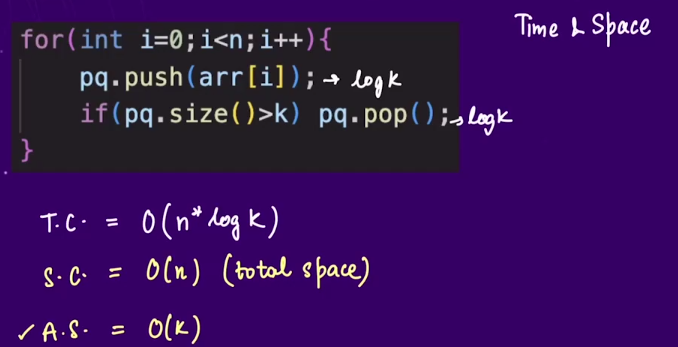 Time & Space
for(int i=0;i<n;i++){
pq.push(arr[i]); → log k
if(pq.size()>k) pq.pop(); → log k
}
T.C. = O(n* log k)
S.C. = O(n) (total space)
✓ A.S. = O(k)